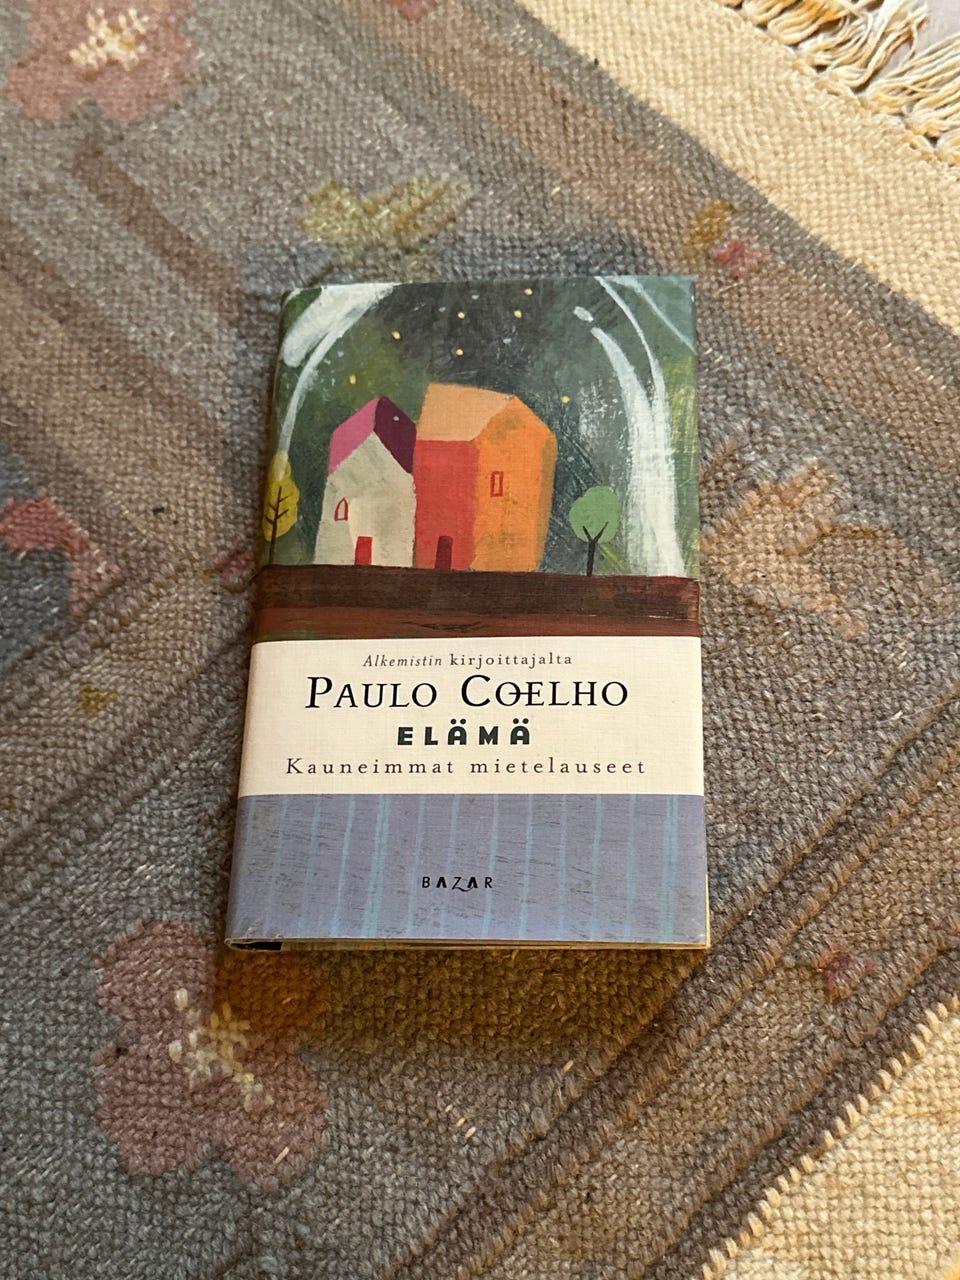 Alkemistin kirjoittajalta
PAULO COELHO
ELÄMÄ
Kauneimmat mietelauseet
BAZAR